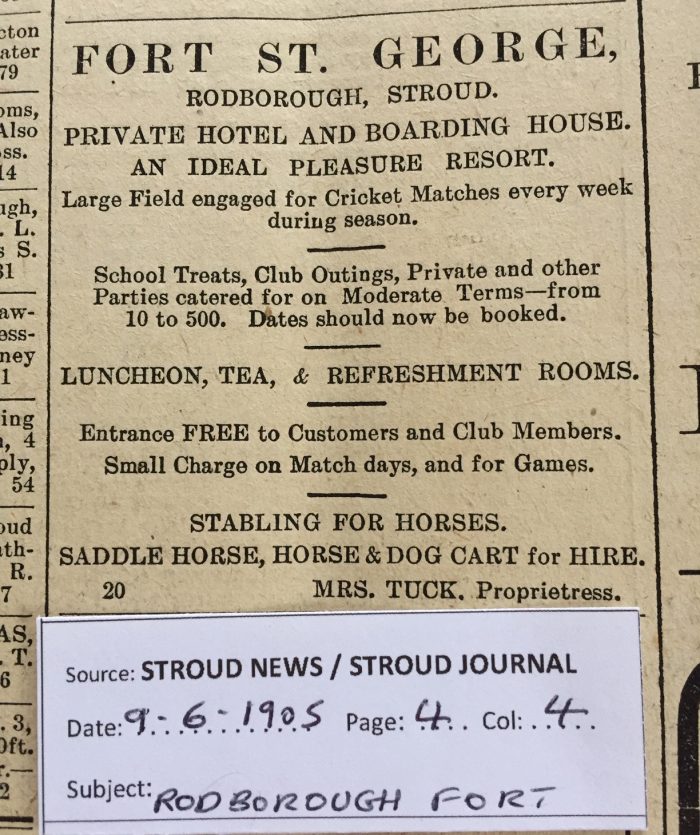 FORT ST. GEORGE,
RODBOROUGH, STROUD.
PRIVATE HOTEL AND BOARDING HOUSE.
AN IDEAL PLEASURE RESORT.
Large Field engaged for Cricket Matches every week
during season.
School Treats, Club Outings, Private and other
Parties catered for on Moderate Terms—from
10 to 500. Dates should now be booked.
LUNCHEON, TEA, & REFRESHMENT ROOMS.
Entrance FREE to Customers and Club Members.
Small Charge on Match days, and for Games.
STABLING FOR HORSES.
SADDLE HORSE, HORSE & DOG CART for HIRE.
20 MRS. TUCK. Proprietress.
Source: STROUD NEWS / STROUD JOURNAL
Date: 9-6-1905 Page: 4 Col: 4
Subject: RODBOROUGH FORT